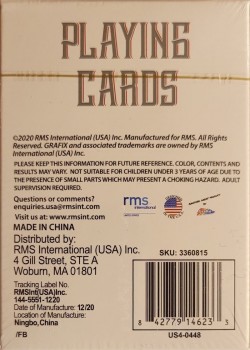 PLAYING
CARDS
©2020 RMS International (USA) Inc. Manufactured for RMS. All Rights
Reserved. GRAFIX and associated trademarks are owned by RMS
International (USA) Inc.
PLEASE KEEP THIS INFORMATION FOR FUTURE REFERENCE. COLOR, CONTENTS AND
RESULTS MAY VARY. NOT SUITABLE FOR CHILDREN UNDER 3 YEARS OF AGE DUE TO
THE PRESENCE OF SMALL PARTS WHICH MAY PRESENT A CHOKING HAZARD. ADULT
SUPERVISION REQUIRED.
Questions or comments?
enquiries@rmsint.com
Visit us at: www.rmsint.com
MADE IN CHINA
rms
international
Distributed by:
RMS International (USA) Inc.
4 Gill Street, STE A
Woburn, MA 01801
SKU: 3360815
Tracking Label No.
RMSint(USA)Inc.
144-5551-1220
Date of Manufacture: 12/20
Location of Manufacture:
Ningbo,China
/FB
8 42779 14623 3
US4-0448